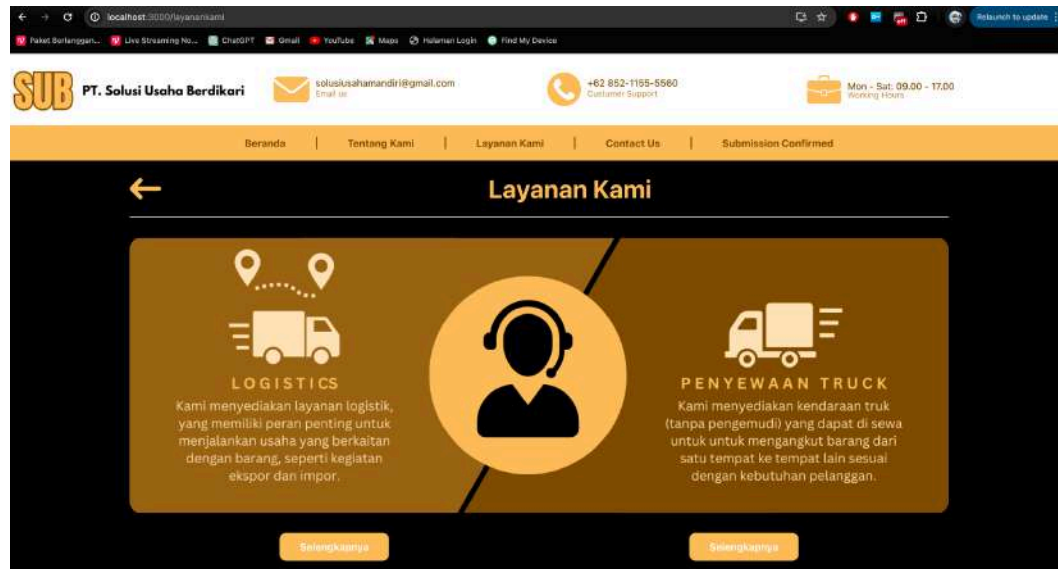 localhost:3000/layanankami
Relaunch to update
Paket Berlanggan...
Live Streaming No...
ChatGPT
Gmail
YouTube
Maps
Halaman Login
Find My Device
SUB
PT. Solusi Usaha Berdikari
solusiusahamandiri@gmail.com
Email us
+62 852-1155-5560
Customer Support
Mon - Sat: 09.00 - 17.00
Working Hours
Beranda | Tentang Kami | Layanan Kami | Contact Us | Submission Confirmed
Layanan Kami
LOGISTICS
Kami menyediakan layanan logistik,
yang memiliki peran penting untuk
menjalankan usaha yang berkaitan
dengan barang, seperti kegiatan
ekspor dan impor.
PENYEWAAN TRUCK
Kami menyediakan kendaraan truk
(tanpa pengemudi) yang dapat di sewa
untuk untuk mengangkut barang dari
satu tempat ke tempat lain sesuai
dengan kebutuhan pelanggan.
Selengkapnya
Selengkapnya